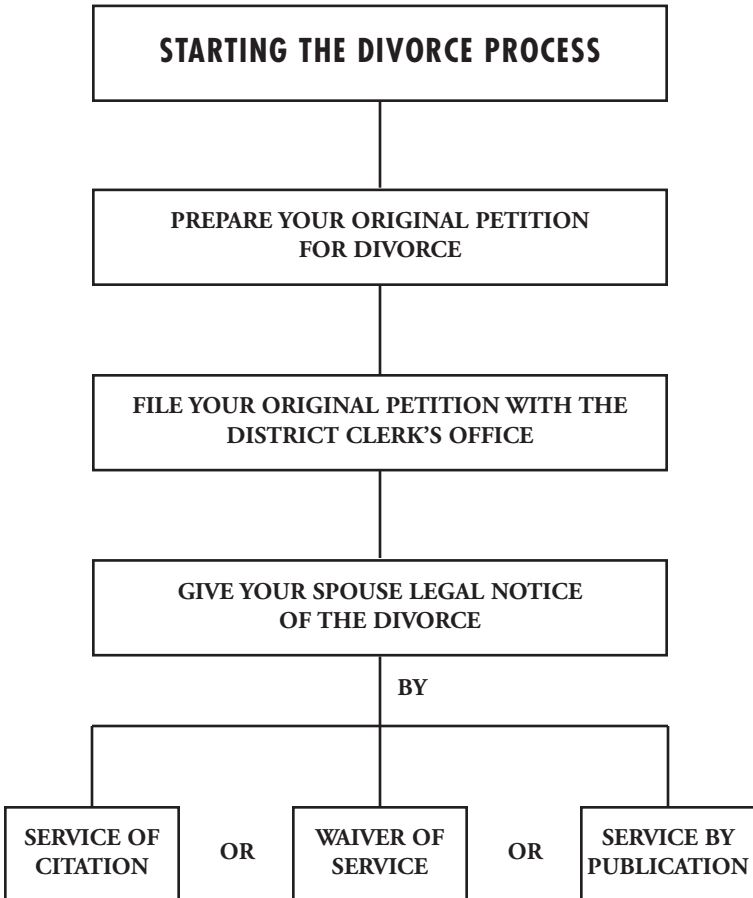 STARTING THE DIVORCE PROCESS
PREPARE YOUR ORIGINAL PETITION
FOR DIVORCE
FILE YOUR ORIGINAL PETITION WITH THE
DISTRICT CLERK'S OFFICE
GIVE YOUR SPOUSE LEGAL NOTICE
OF THE DIVORCE
BY
SERVICE OF
CITATION
OR
WAIVER OF
SERVICE
OR
SERVICE BY
PUBLICATION